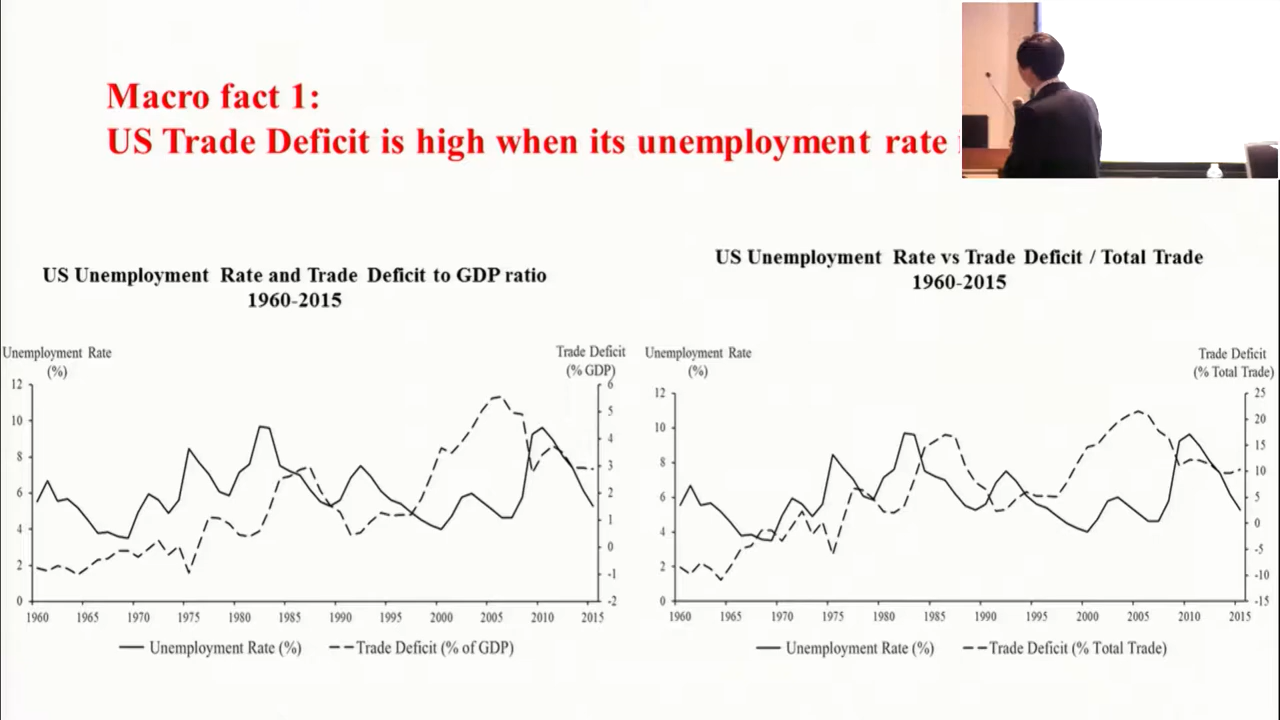 Macro fact 1:
US Trade Deficit is high when its unemployment rate
US Unemployment Rate and Trade Deficit to GDP ratio
1960-2015
Unemployment Rate
(%)
Trade Deficit
(% GDP)
12
10
8
6
4
2
0
6
5
4
3
2
1
0
-1
-2
1960 1965 1970 1975 1980 1985 1990 1995 2000 2005 2010 2015
Unemployment Rate (%) Trade Deficit (% of GDP)
US Unemployment Rate vs Trade Deficit / Total Trade
1960-2015
Unemployment Rate
(%)
Trade Deficit
(% Total Trade)
12
10
8
6
4
2
0
25
20
15
10
5
0
-5
-10
-15
1960 1965 1970 1975 1980 1985 1990 1995 2000 2005 2010 2015
Unemployment Rate (%) Trade Deficit (% Total Trade)